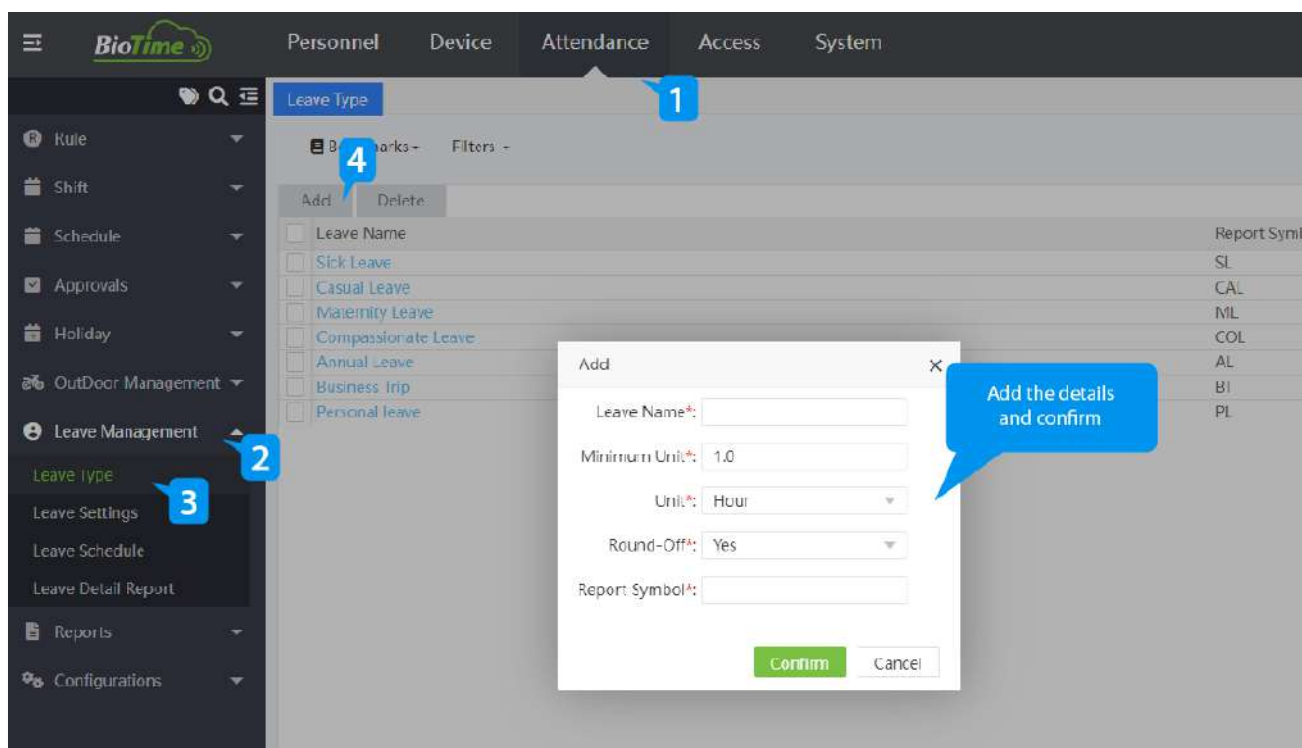 BioTime
Personnel Device Attendance Access System
Leave Type
1
Rule
Filters
4
Shift
Add Delete
Schedule
Leave Name Report Symb
Sick Leave SL
Approvals
Casual Leave CAL
Maternity Leave ML
Holiday
Compassionate Leave COL
Annual Leave AL
OutDoor Management
Business Trip BT
Personal leave PL
Leave Management
2
Leave Type
3
Leave Settings
Leave Schedule
Leave Detail Report
Reports
Configurations
Add
Leave Name*:
Minimum Unit*: 1.0
Unit*: Hour
Round-Off*: Yes
Report Symbol*:
Confirm Cancel
Add the details
and confirm